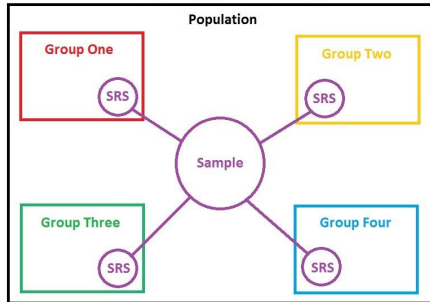 Population
Group One
Group Two
SRS
SRS
Sample
Group Three
Group Four
SRS
SRS